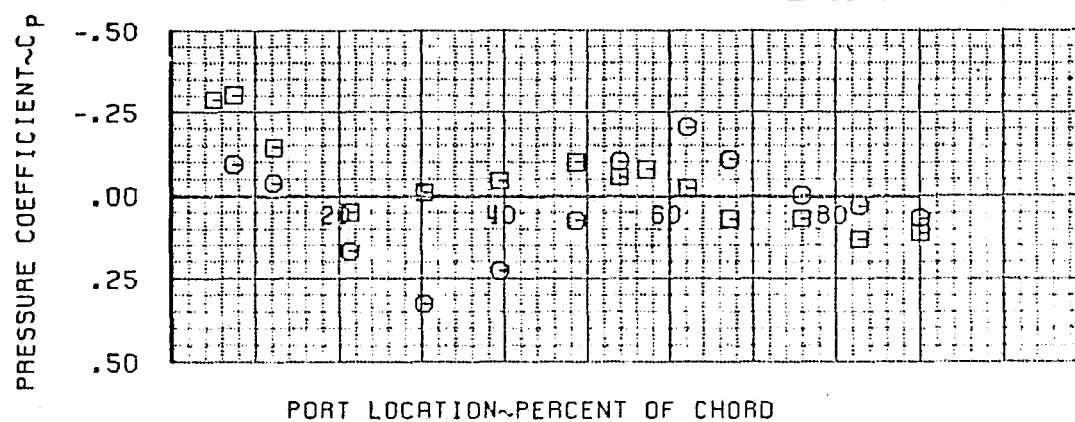 PRESSURE COEFFICIENT~Cp
-.50
-.25
.00
.25
.50
20 40 60 80
PORT LOCATION~PERCENT OF CHORD